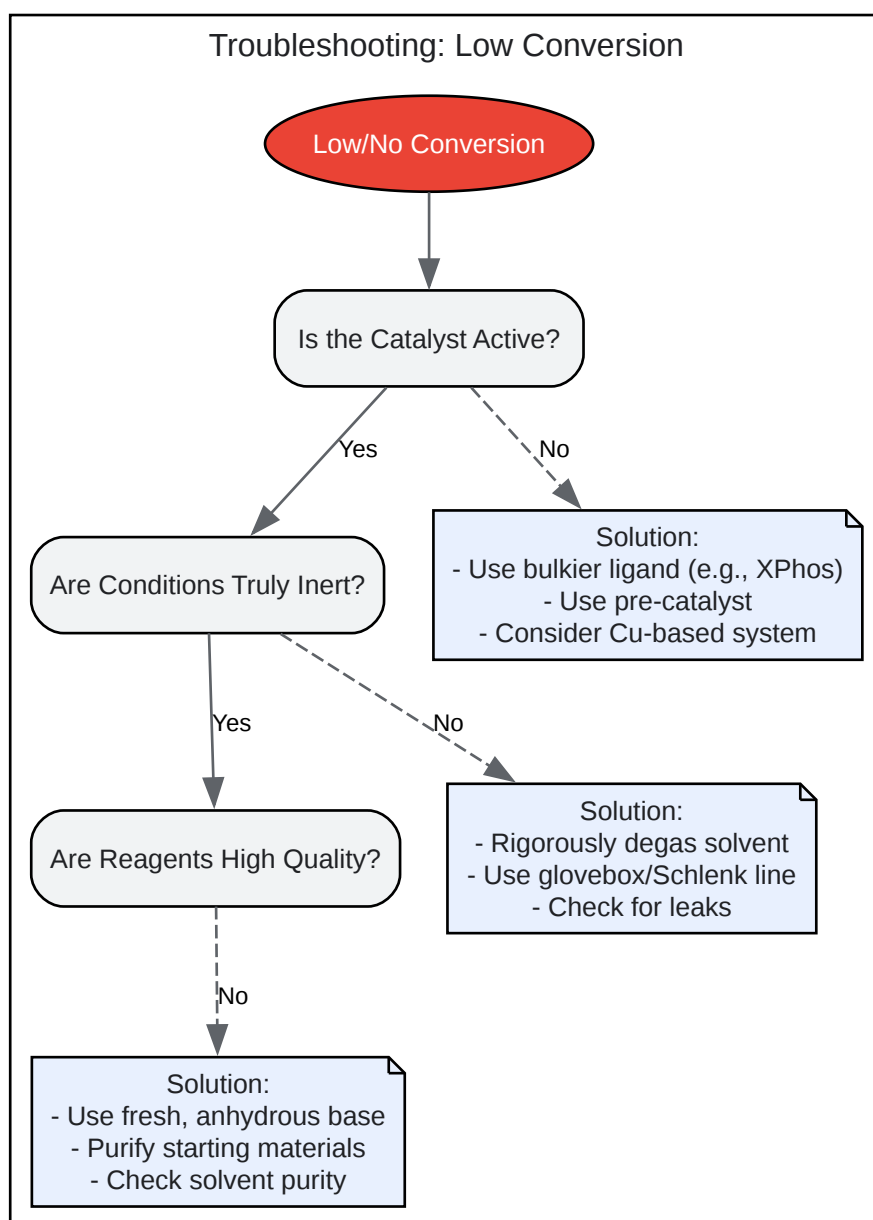 Troubleshooting: Low Conversion
Low/No Conversion
Is the Catalyst Active?
Yes
No
Solution:
- Use bulkier ligand (e.g., XPhos)
- Use pre-catalyst
- Consider Cu-based system
Are Conditions Truly Inert?
Yes
No
Solution:
- Rigorously degas solvent
- Use glovebox/Schlenk line
- Check for leaks
Are Reagents High Quality?
No
Solution:
- Use fresh, anhydrous base
- Purify starting materials
- Check solvent purity